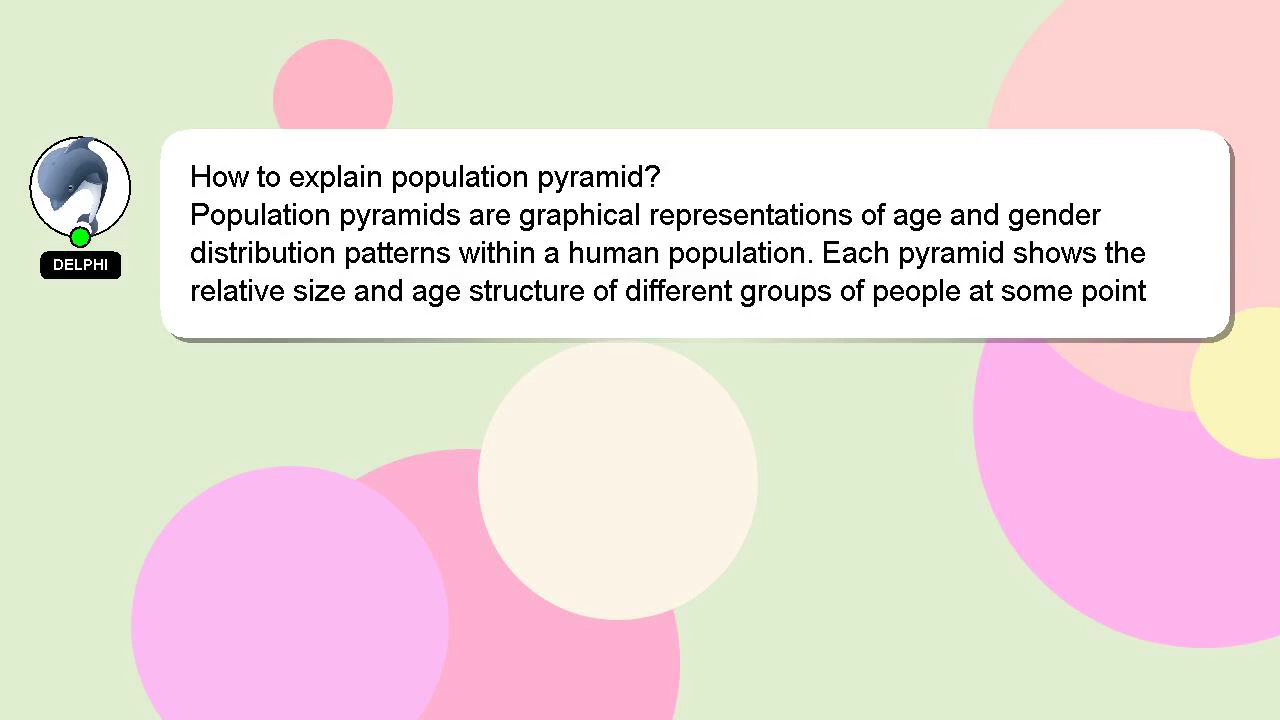 How to explain population pyramid?
Population pyramids are graphical representations of age and gender
distribution patterns within a human population. Each pyramid shows the
relative size and age structure of different groups of people at some point
DELPHI